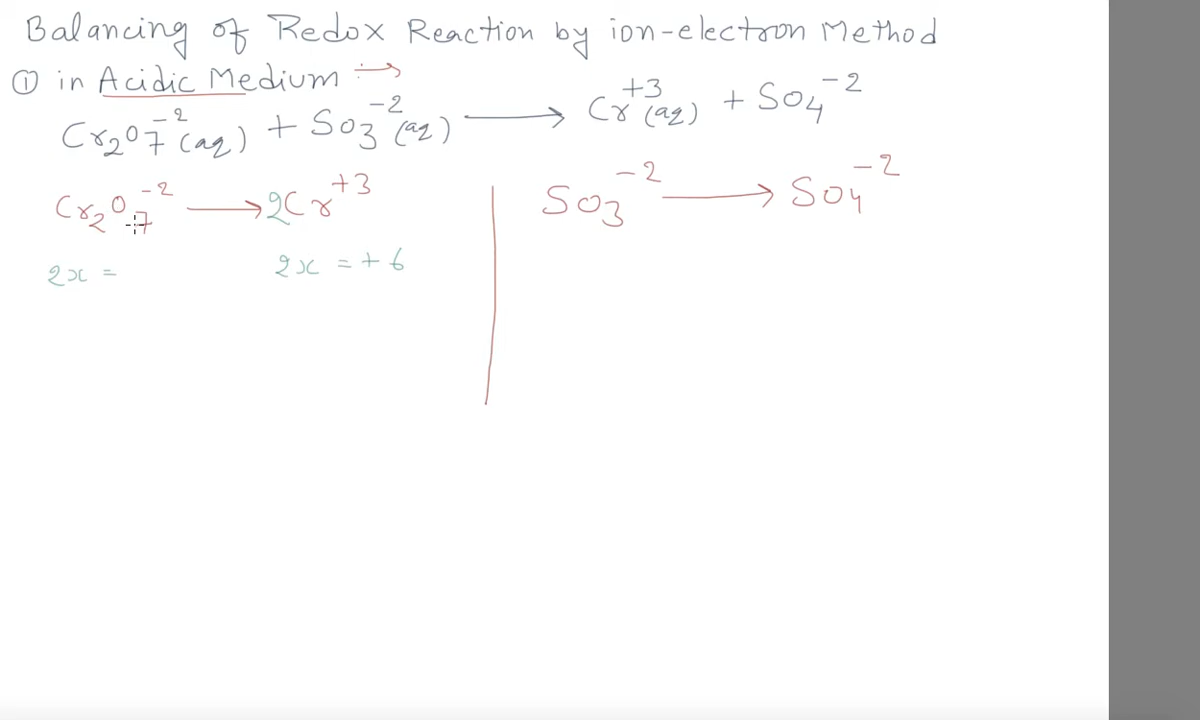 Balancing of Redox Reaction by ion-electron Method
① in Acidic Medium :→
Cr₂O₇⁻² (aq) + SO₃⁻² (aq) ⟶ Cr⁺³ (aq) + SO₄⁻²
Cr₂O₇⁻² ⟶ 2Cr⁺³
SO₃⁻² ⟶ SO₄⁻²
2x =
2x = +6